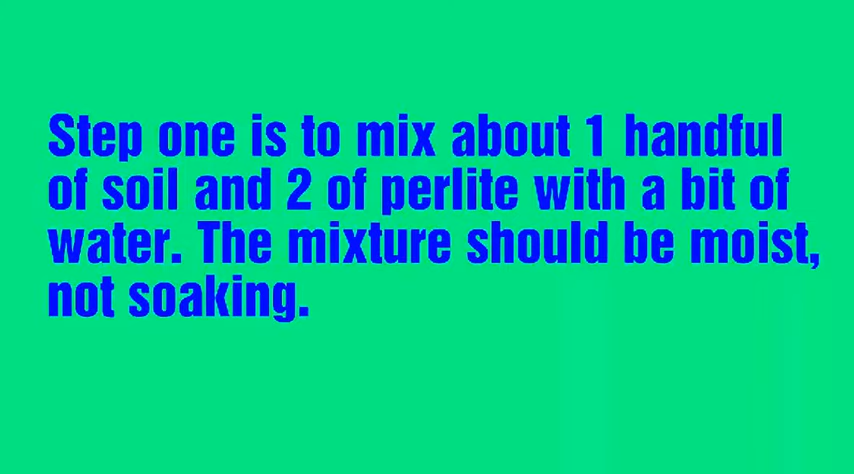 Step one is to mix about 1 handful
of soil and 2 of perlite with a bit of
water. The mixture should be moist,
not soaking.